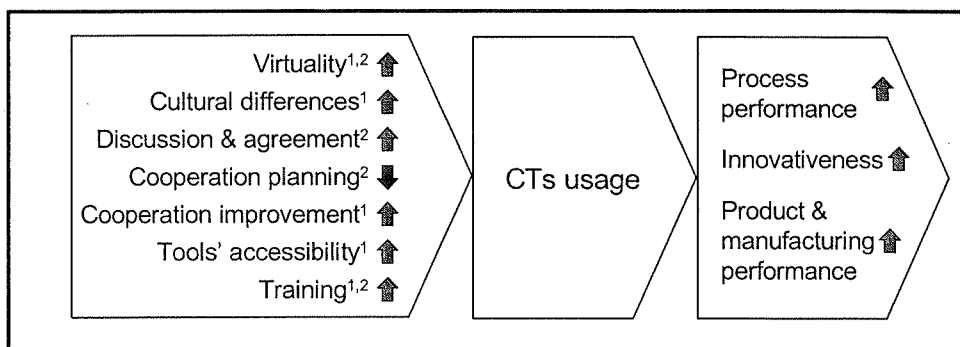 Virtuality1,2
Cultural differences1
Discussion & agreement2
Cooperation planning2
Cooperation improvement1
Tools' accessibility1
Training1,2
CTs usage
Process
performance
Innovativeness
Product &
manufacturing
performance